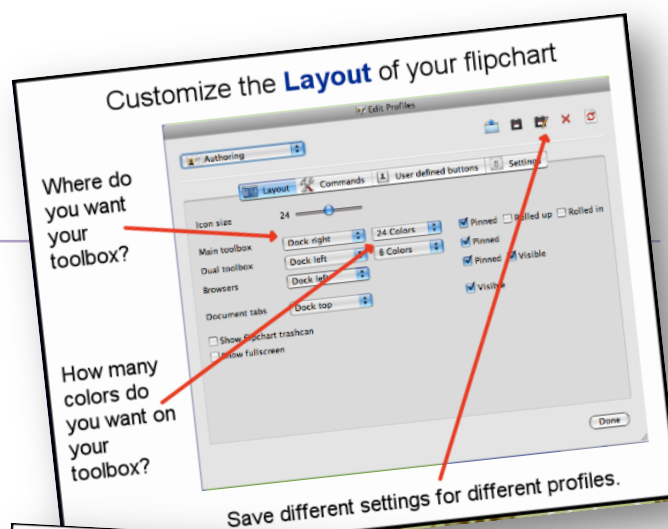 Customize the Layout of your flipchart
Edit Profiles
Authoring
Layout Commands User defined buttons Settings
Where do
you want
your
toolbox?
Icon size 24
Main toolbox Dock right 24 Colors Pinned Rolled up Rolled in
Dual toolbox Dock left 6 Colors Pinned
Browsers Dock left Pinned Visible
Document tabs Dock top Visible
Show flipchart trashcan
Show fullscreen
How many
colors do
you want on
your
toolbox?
Done
Save different settings for different profiles.